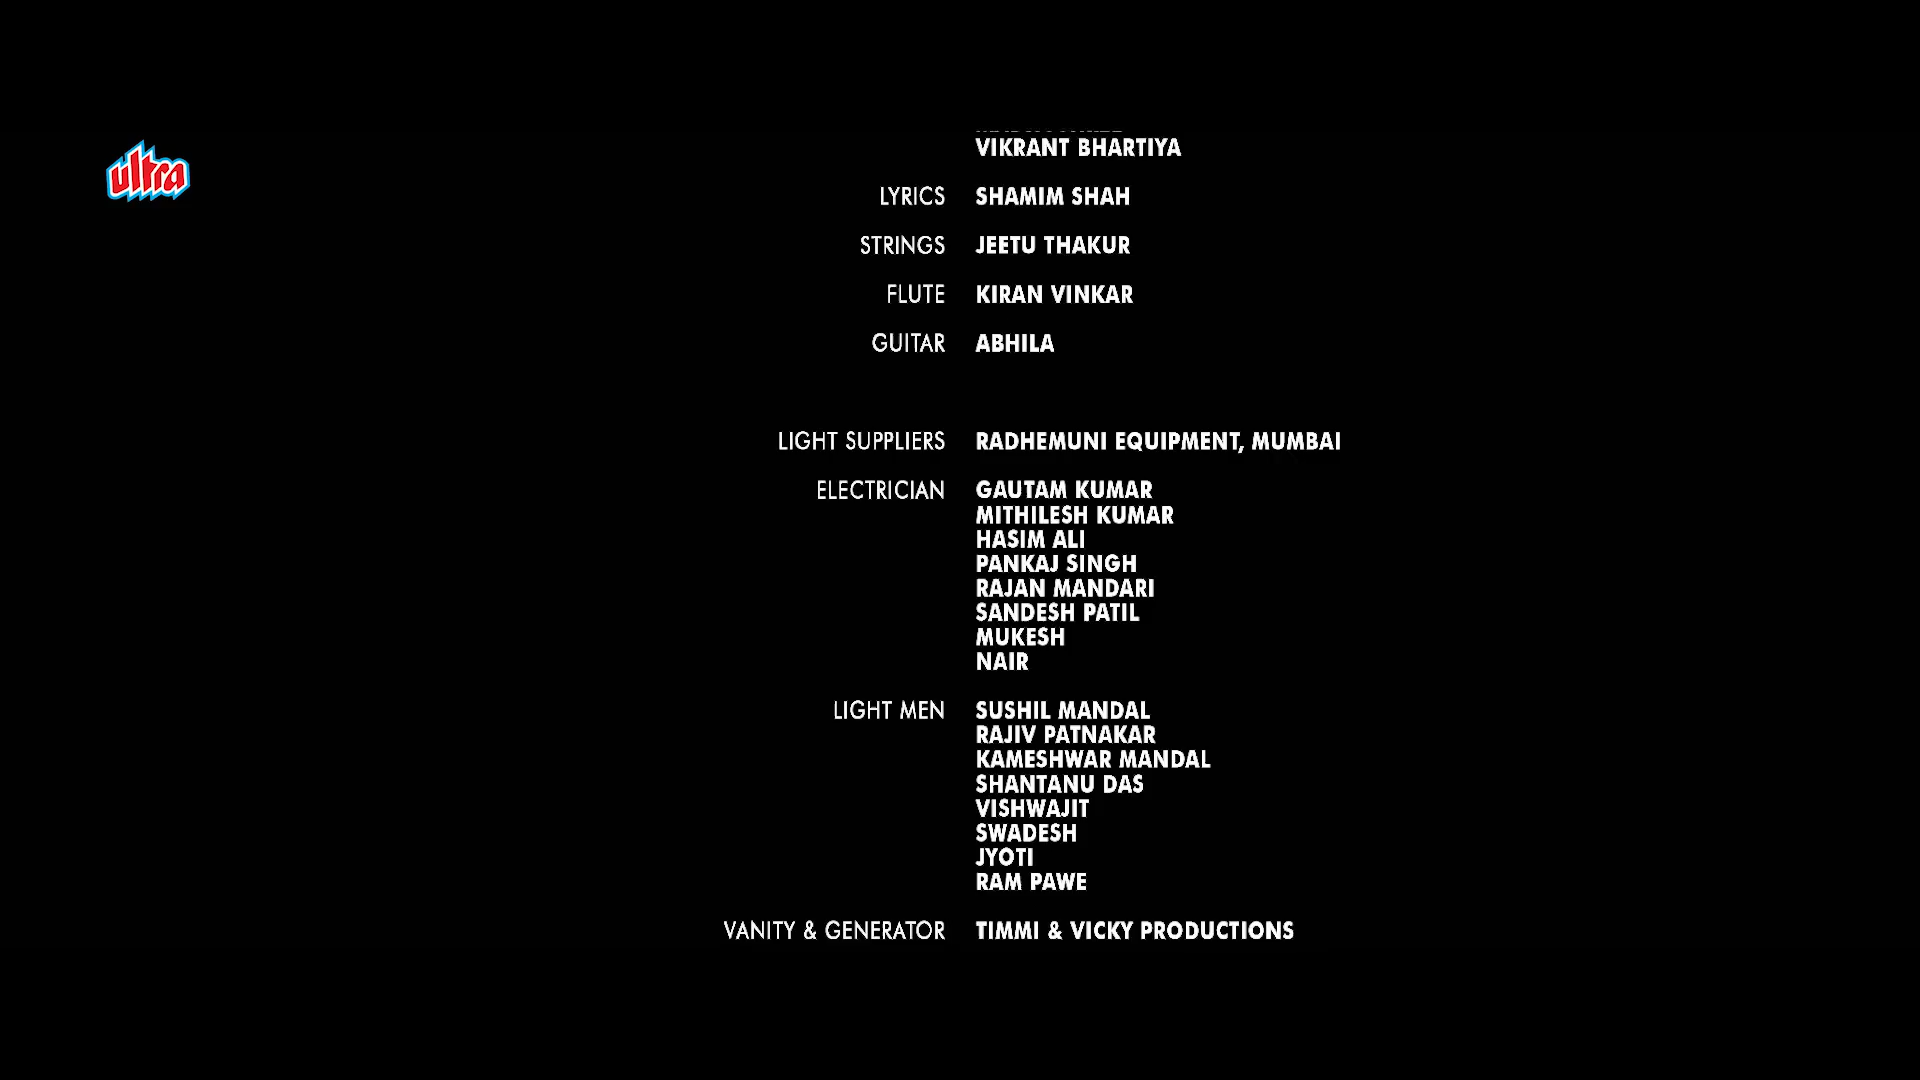 ultra
VIKRANT BHARTIYA
LYRICS SHAMIM SHAH
STRINGS JEETU THAKUR
FLUTE KIRAN VINKAR
GUITAR ABHILA
LIGHT SUPPLIERS RADHEMUNI EQUIPMENT, MUMBAI
ELECTRICIAN GAUTAM KUMAR
MITHILESH KUMAR
HASIM ALI
PANKAJ SINGH
RAJAN MANDARI
SANDESH PATIL
MUKESH
NAIR
LIGHT MEN SUSHIL MANDAL
RAJIV PATNAKAR
KAMESHWAR MANDAL
SHANTANU DAS
VISHWAJIT
SWADESH
JYOTI
RAM PAWE
VANITY & GENERATOR TIMMI & VICKY PRODUCTIONS